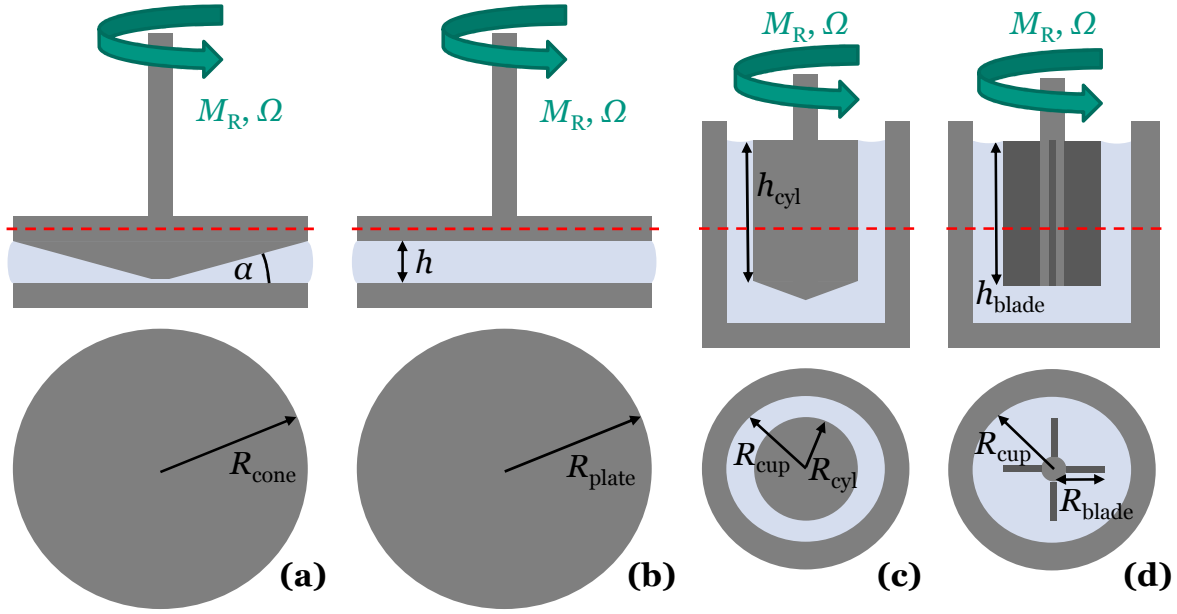 M_R, Ω
α
R_cone
(a)
M_R, Ω
h
R_plate
(b)
M_R, Ω
h_cyl
R_cup
R_cyl
(c)
M_R, Ω
h_blade
R_cup
R_blade
(d)